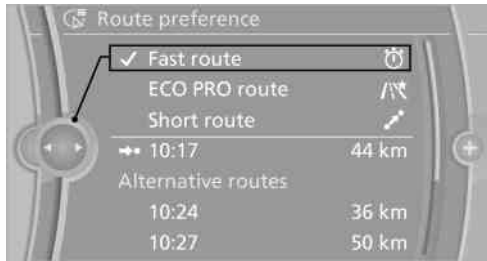 Route preference
Fast route
ECO PRO route
Short route
10:17 44 km
Alternative routes
10:24 36 km
10:27 50 km